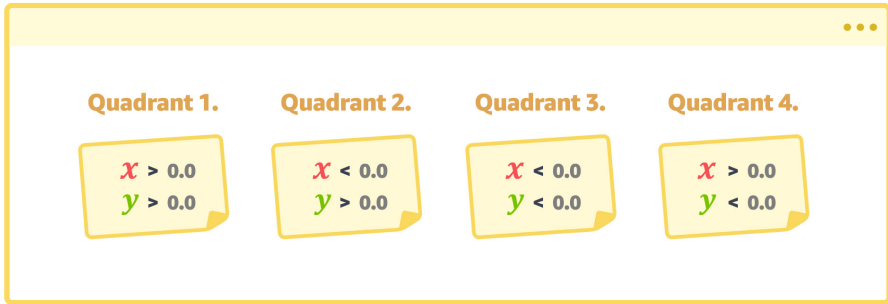 Quadrant 1.
x > 0.0
y > 0.0
Quadrant 2.
x < 0.0
y > 0.0
Quadrant 3.
x < 0.0
y < 0.0
Quadrant 4.
x > 0.0
y < 0.0